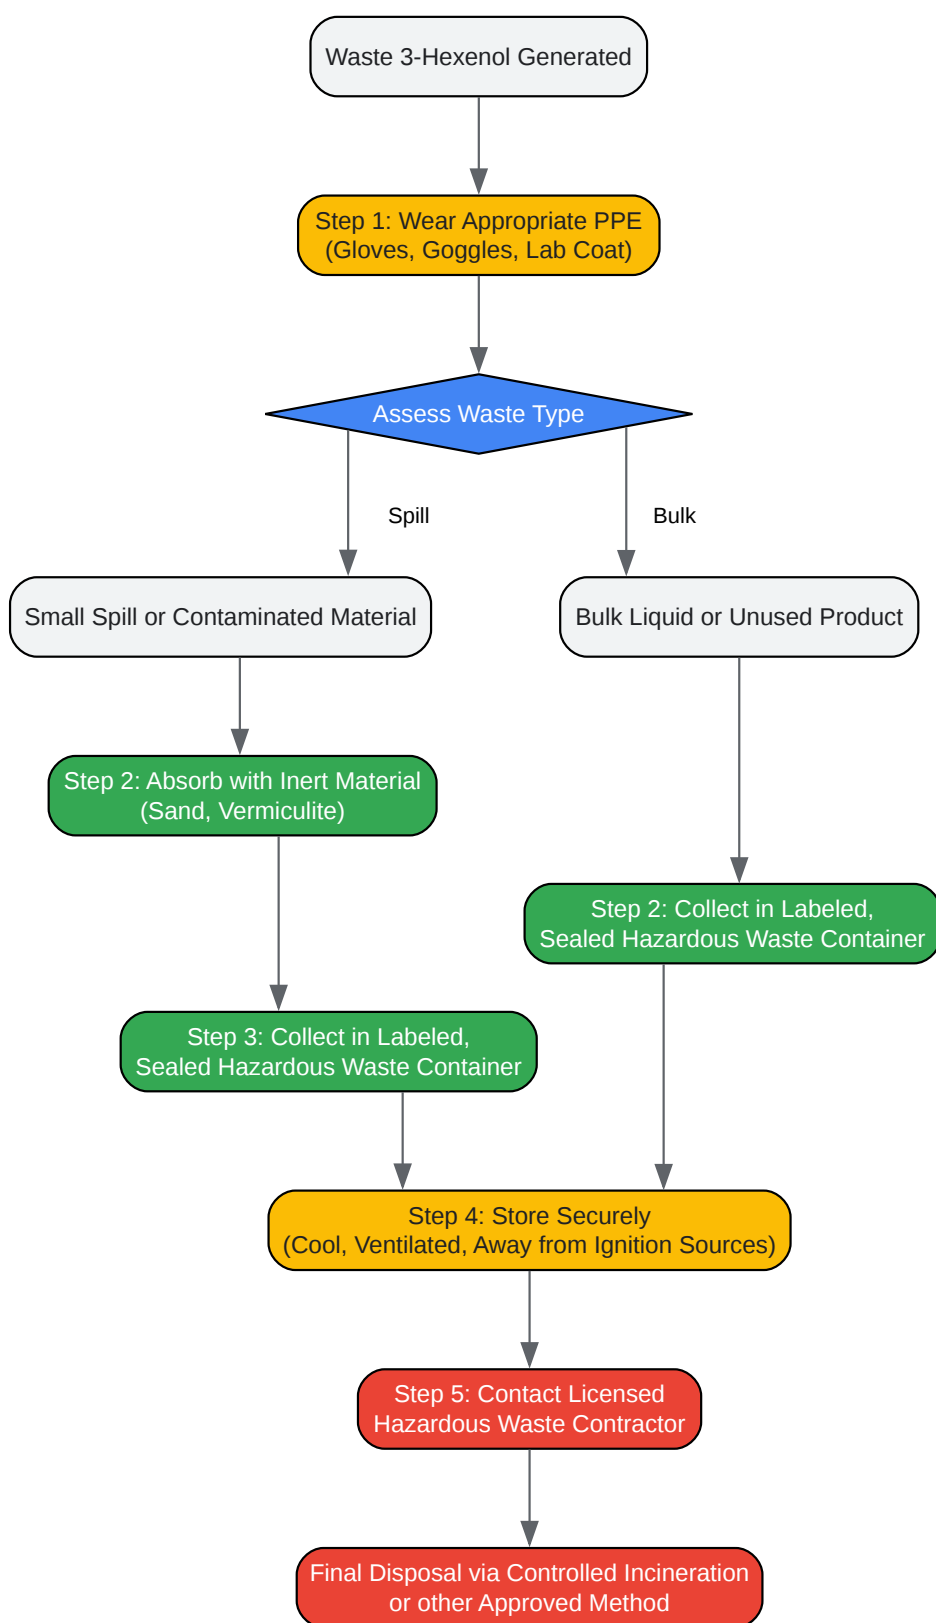 Waste 3-Hexenol Generated
Step 1: Wear Appropriate PPE
(Gloves, Goggles, Lab Coat)
Assess Waste Type
Spill
Bulk
Small Spill or Contaminated Material
Bulk Liquid or Unused Product
Step 2: Absorb with Inert Material
(Sand, Vermiculite)
Step 2: Collect in Labeled,
Sealed Hazardous Waste Container
Step 3: Collect in Labeled,
Sealed Hazardous Waste Container
Step 4: Store Securely
(Cool, Ventilated, Away from Ignition Sources)
Step 5: Contact Licensed
Hazardous Waste Contractor
Final Disposal via Controlled Incineration
or other Approved Method